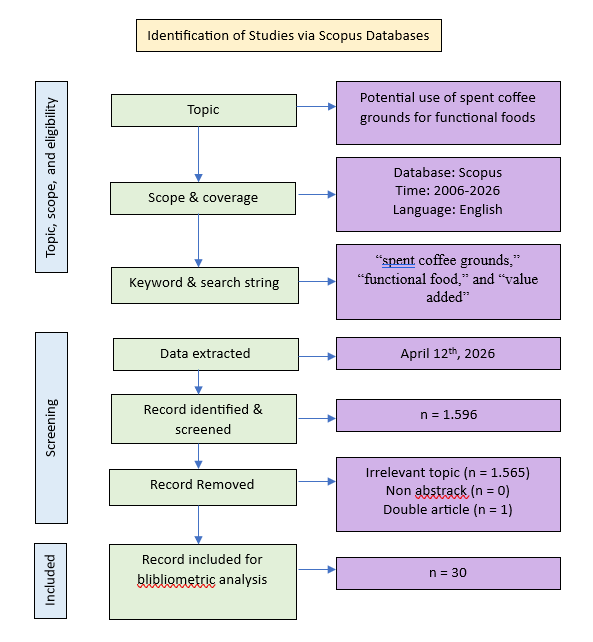 Identification of Studies via Scopus Databases
Topic, scope, and eligibility
Topic
Potential use of spent coffee
grounds for functional foods
Scope & coverage
Database: Scopus
Time: 2006-2026
Language: English
Keyword & search string
“spent coffee grounds,”
“functional food,” and “value
added”
Screening
Data extracted
April 12th, 2026
Record identified &
screened
n = 1.596
Record Removed
Irrelevant topic (n = 1.565)
Non abstrack (n = 0)
Double article (n = 1)
Included
Record included for
blibliometric analysis
n = 30